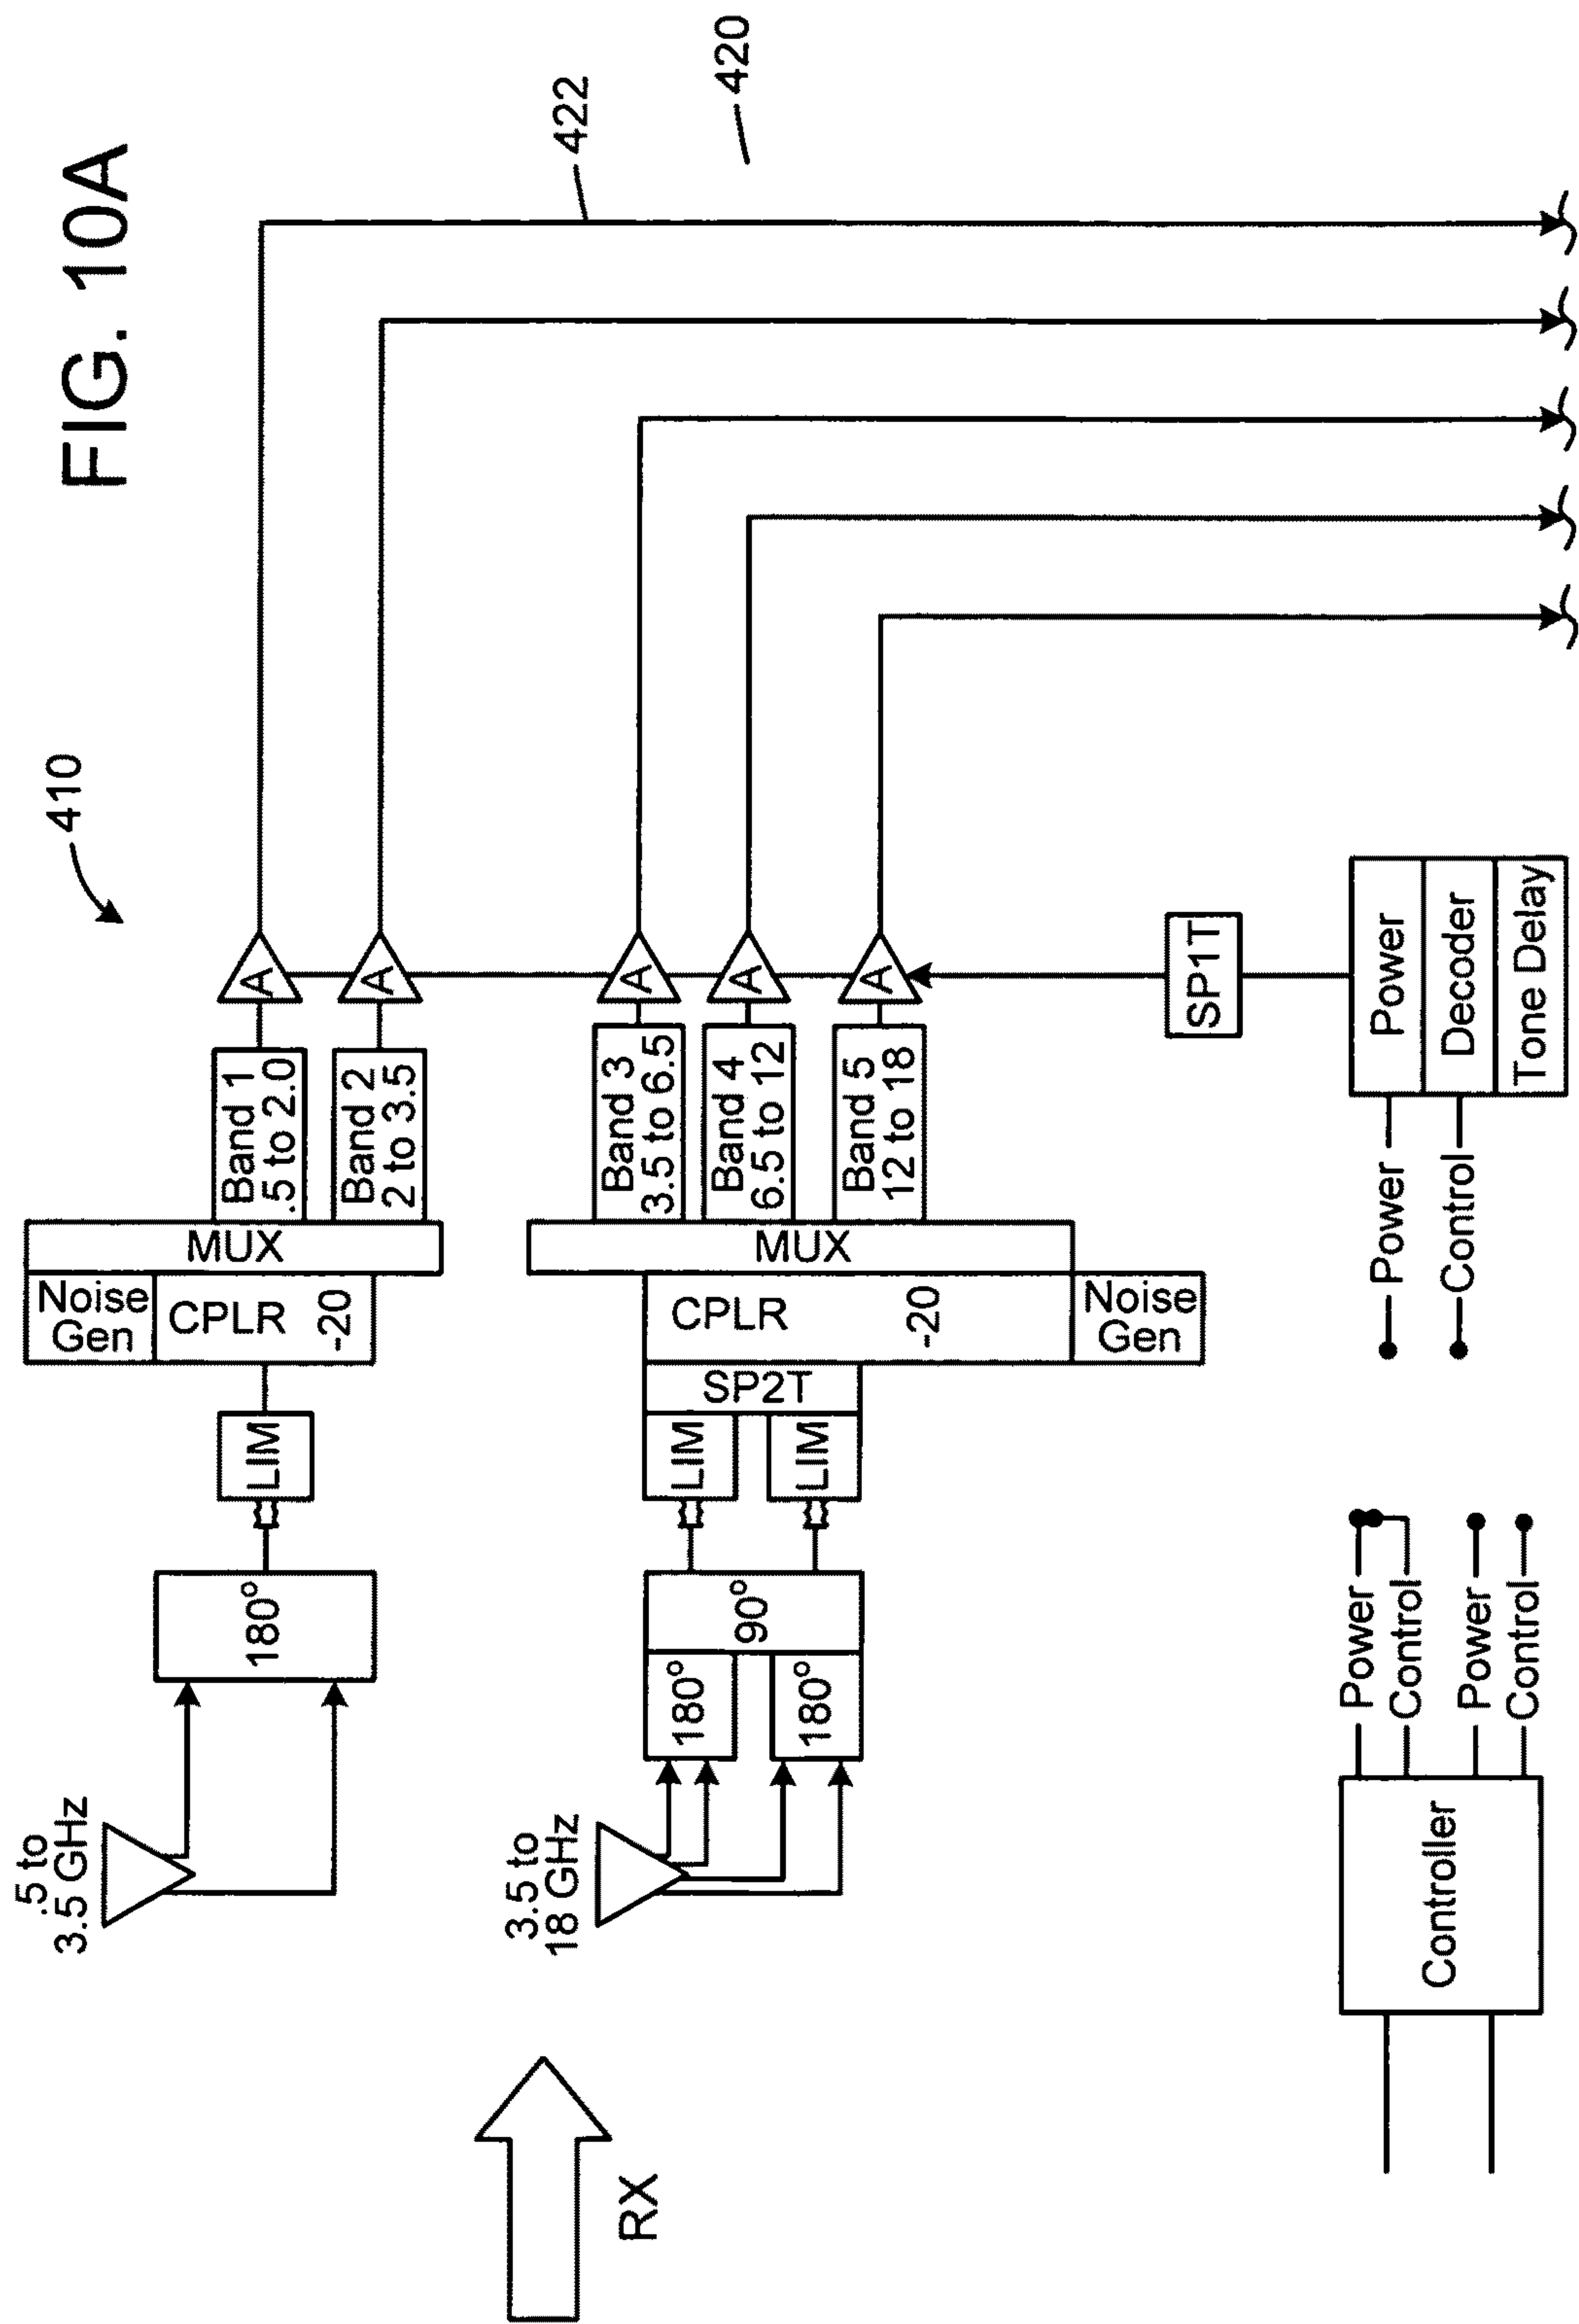 FIG. 10A
410
422
420
.5 to
3.5 GHz
180°
LIM
Noise
Gen
CPLR -20
MUX
Band 1
.5 to 2.0
Band 2
2 to 3.5
A
A
3.5 to
18 GHz
180°
180°
90°
LIM
LIM
SP2T
CPLR -20
Noise
Gen
MUX
Band 3
3.5 to 6.5
Band 4
6.5 to 12
Band 5
12 to 18
A
A
A
SP1T
RX
Controller
Power
Control
Power
Control
Power
Control
Power
Decoder
Tone Delay